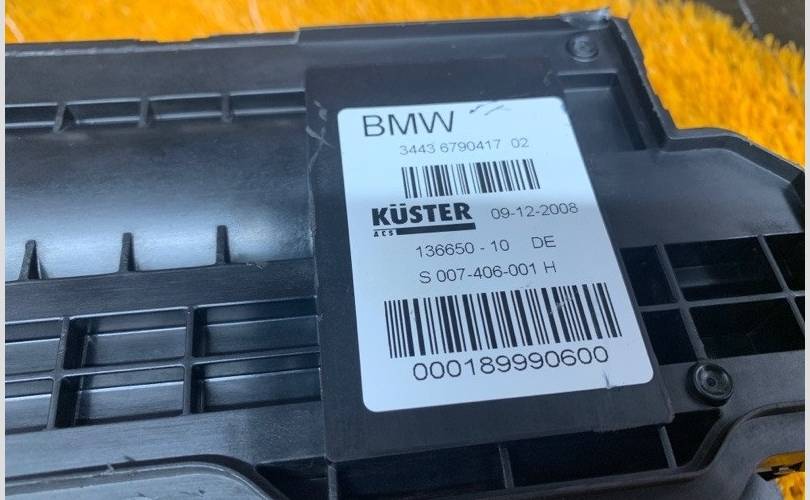 BMW
3443 6790417 02
KÜSTER 09-12-2008
ACS
136650 - 10 DE
S 007-406-001 H
000189990600